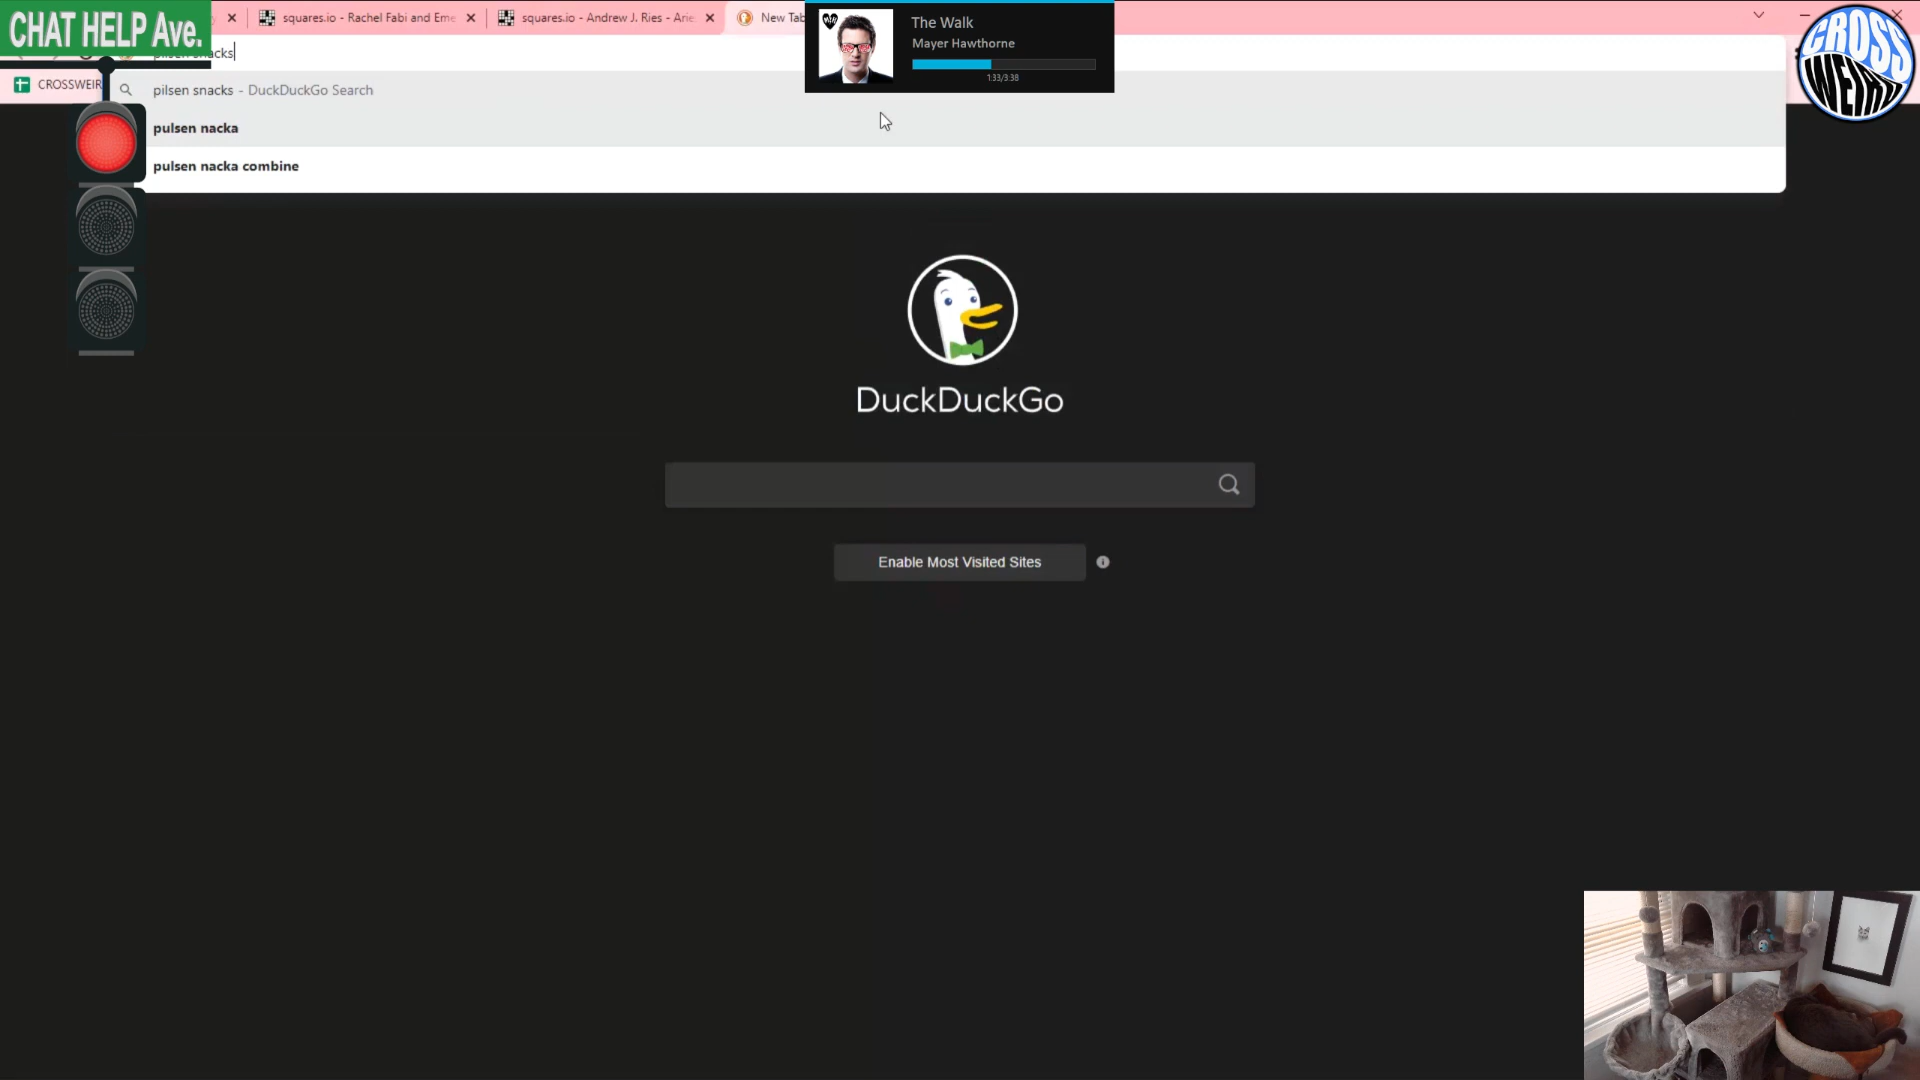 CHAT HELP Ave.
squares.io - Rachel Fabi and Eme
squares.io - Andrew J. Ries - Arie
New Tab
The Walk
Mayer Hawthorne
1:33/3:38
CROSS
WEIRD
CROSSWEIR
pilsen snacks - DuckDuckGo Search
pulsen nacka
pulsen nacka combine
DuckDuckGo
Enable Most Visited Sites